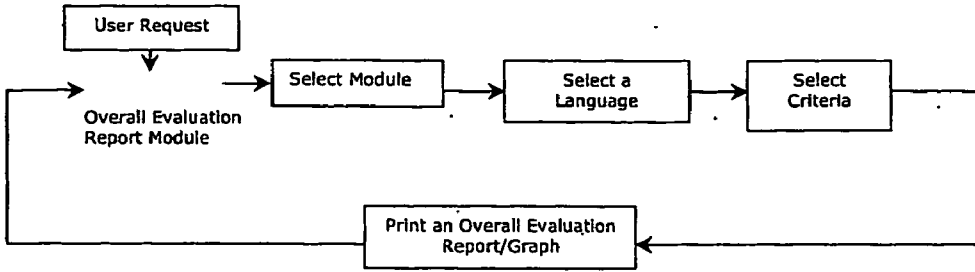 User Request
Select Module
Select a
Language
Select
Criteria
Overall Evaluation
Report Module
Print an Overall Evaluation
Report/Graph